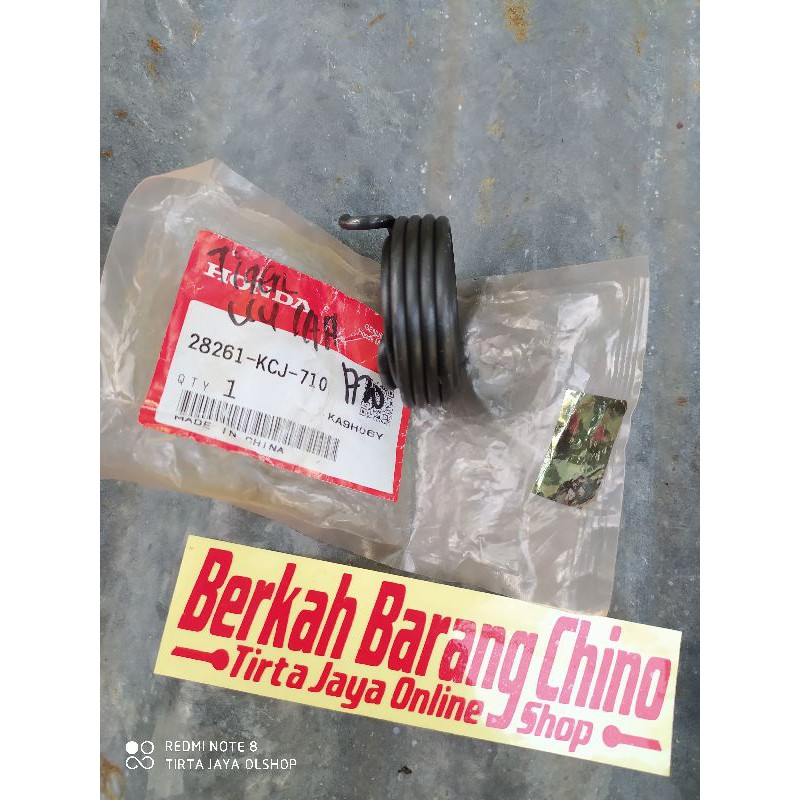 HONDA
28261-KCJ-710
QTY 1
KA9H06Y
MADE IN CHINA
Berkah Barang Chino
Tirta Jaya Online Shop
REDMI NOTE 8
TIRTA JAYA OLSHOP